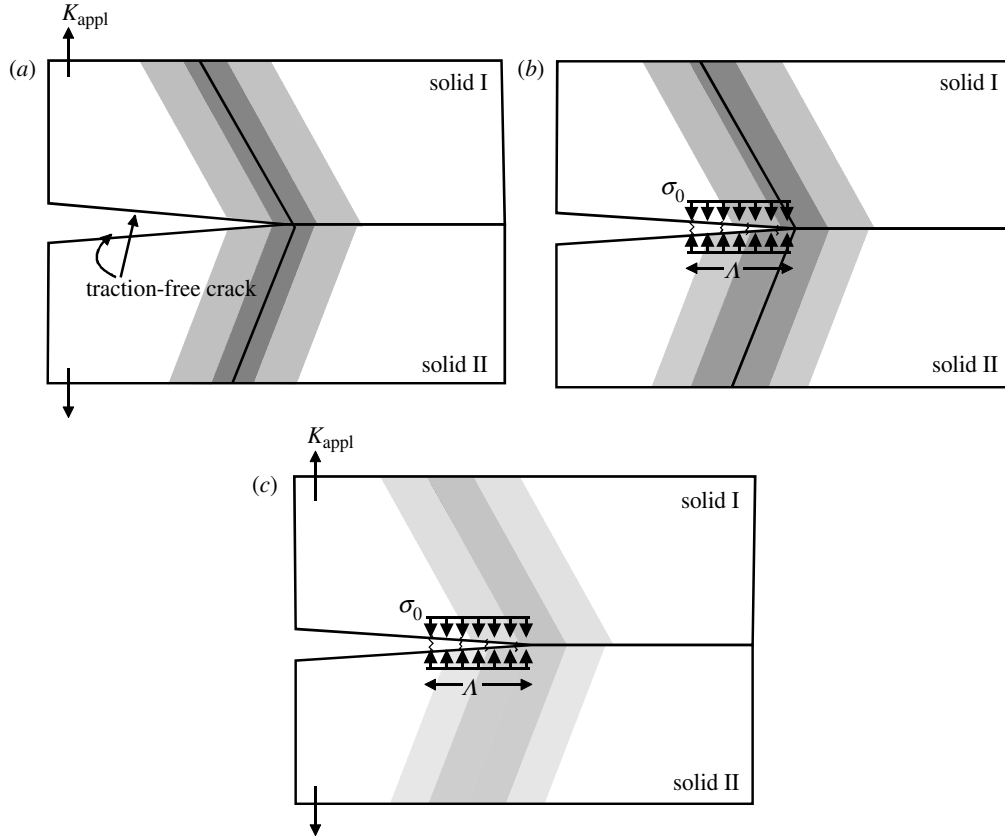 K_appl
(a)
solid I
traction-free crack
solid II
(b)
solid I
σ_0
Λ
solid II
K_appl
(c)
solid I
σ_0
Λ
solid II